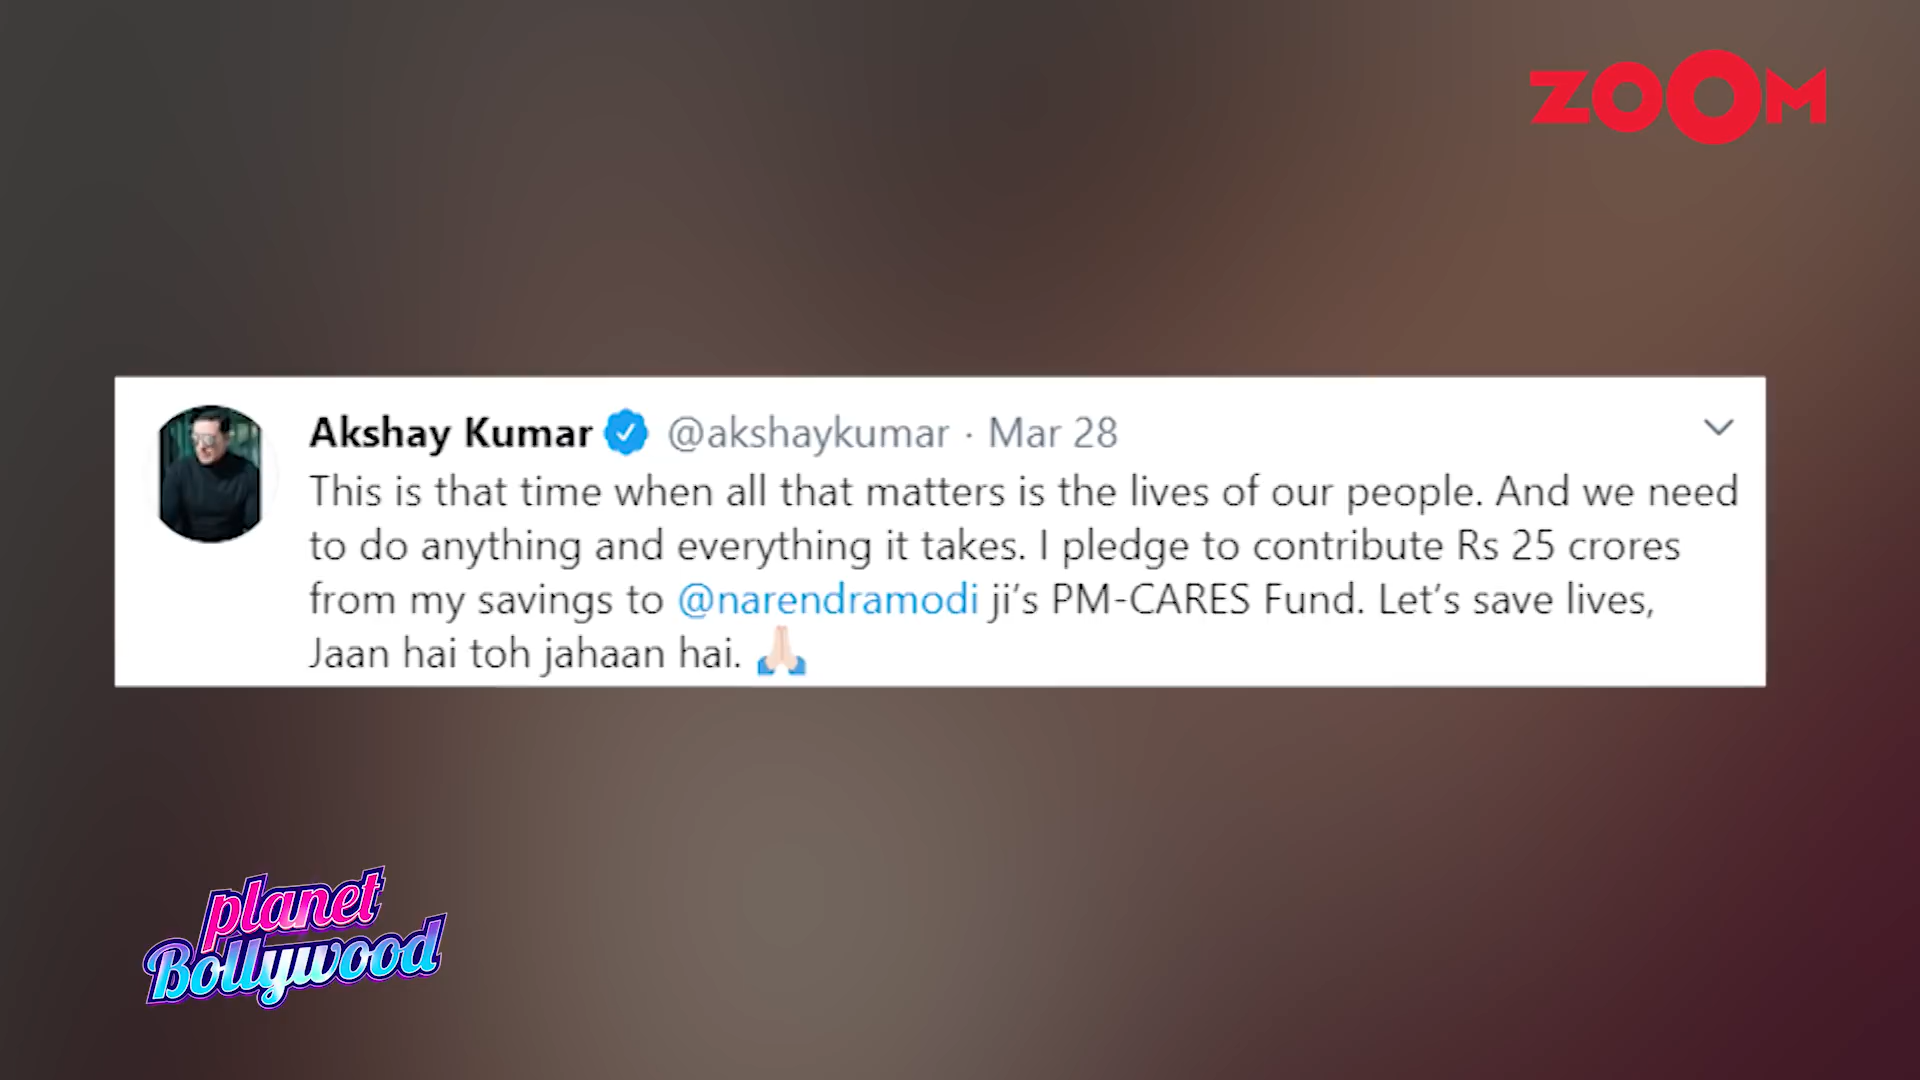 ZOOM
Akshay Kumar @akshaykumar · Mar 28
This is that time when all that matters is the lives of our people. And we need
to do anything and everything it takes. I pledge to contribute Rs 25 crores
from my savings to @narendramodi ji’s PM-CARES Fund. Let’s save lives,
Jaan hai toh jahaan hai. 🙏🏻
planet
Bollywood